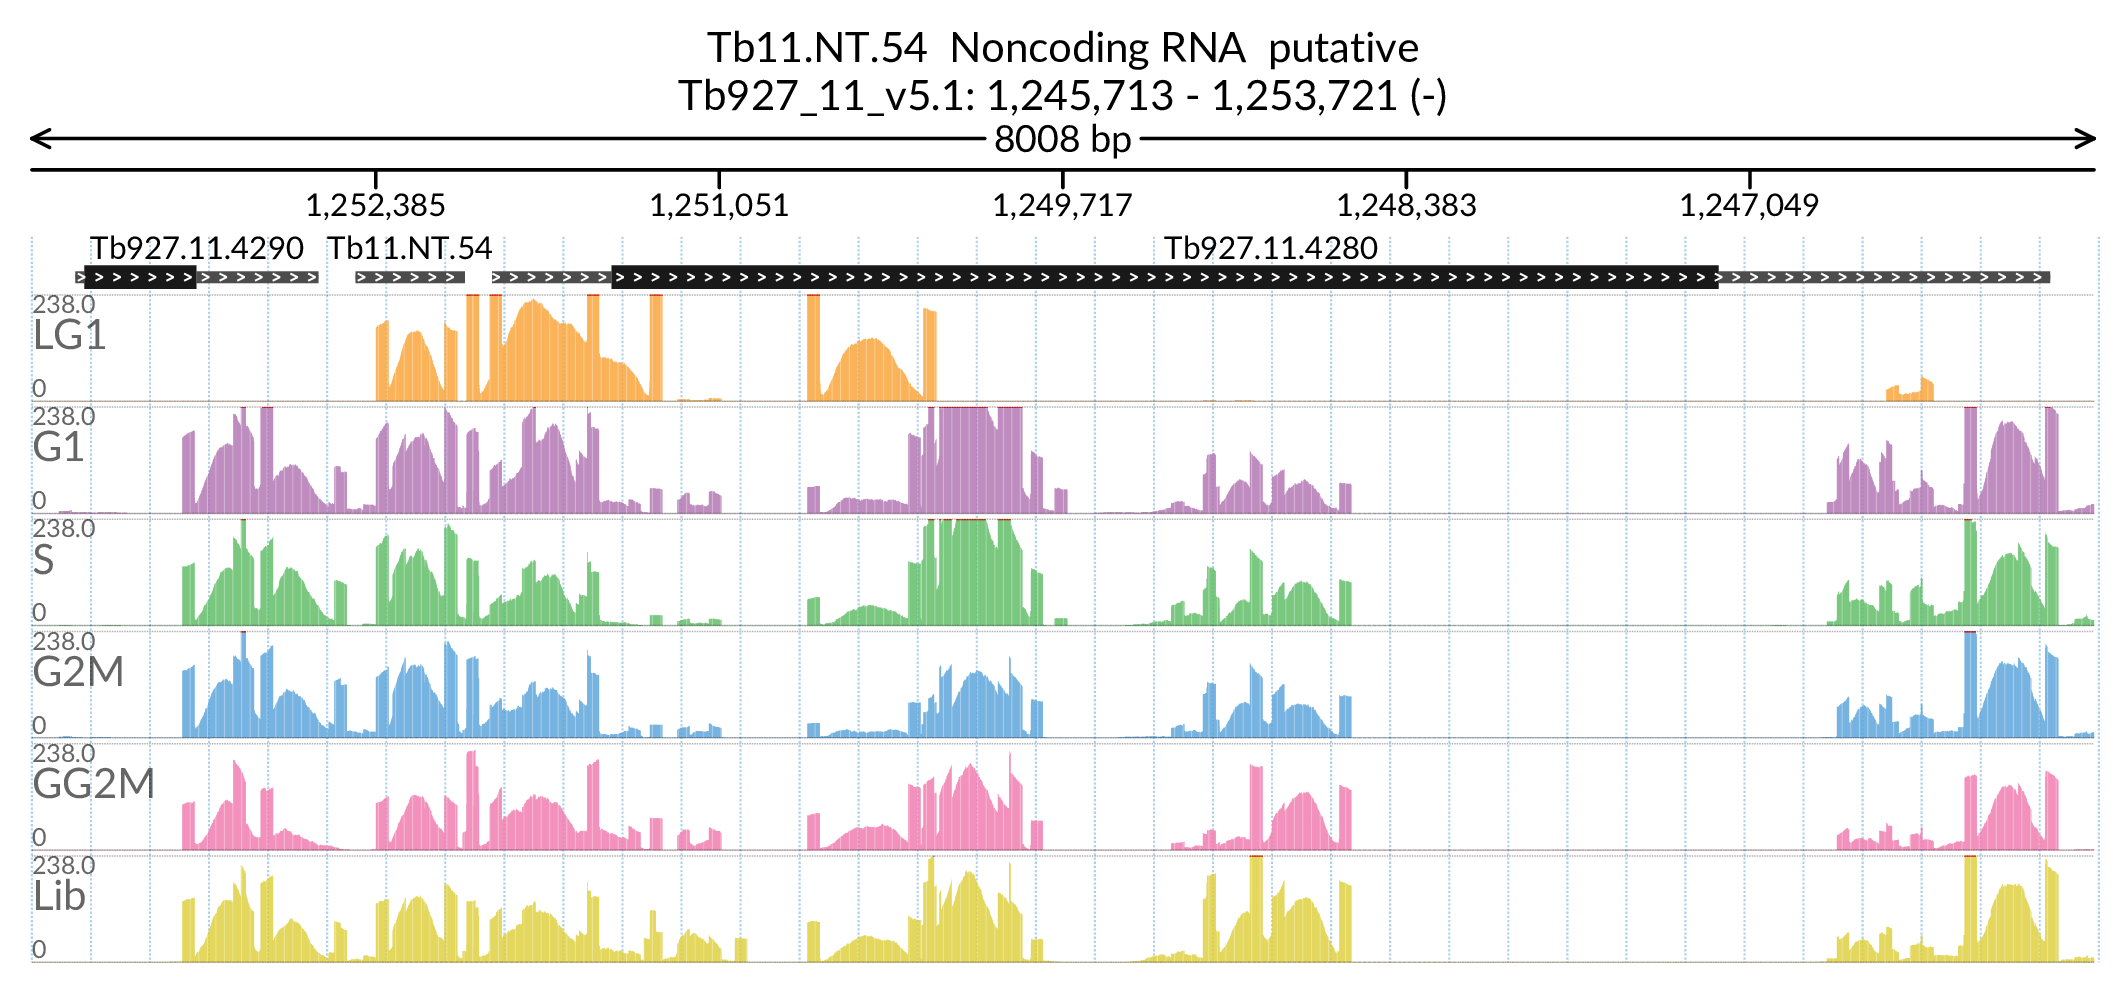 Tb11.NT.54 Noncoding RNA putative
Tb927_11_v5.1: 1,245,713 - 1,253,721 (-)
8008 bp
1,252,385 1,251,051 1,249,717 1,248,383 1,247,049
Tb927.11.4290 Tb11.NT.54 Tb927.11.4280
238.0
LG1
0
238.0
G1
0
238.0
S
0
238.0
G2M
0
238.0
GG2M
0
238.0
Lib
0